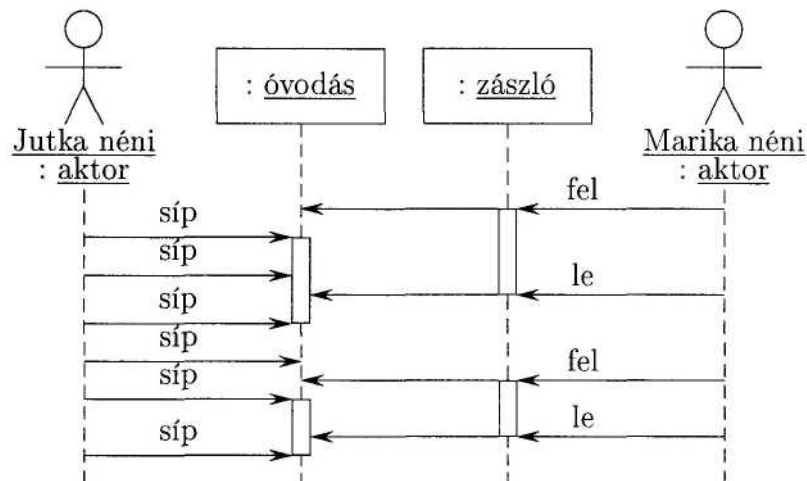 : óvodás
: zászló
Jutka néni
: aktor
Marika néni
: aktor
fel
síp
síp
le
síp
síp
fel
síp
le
síp